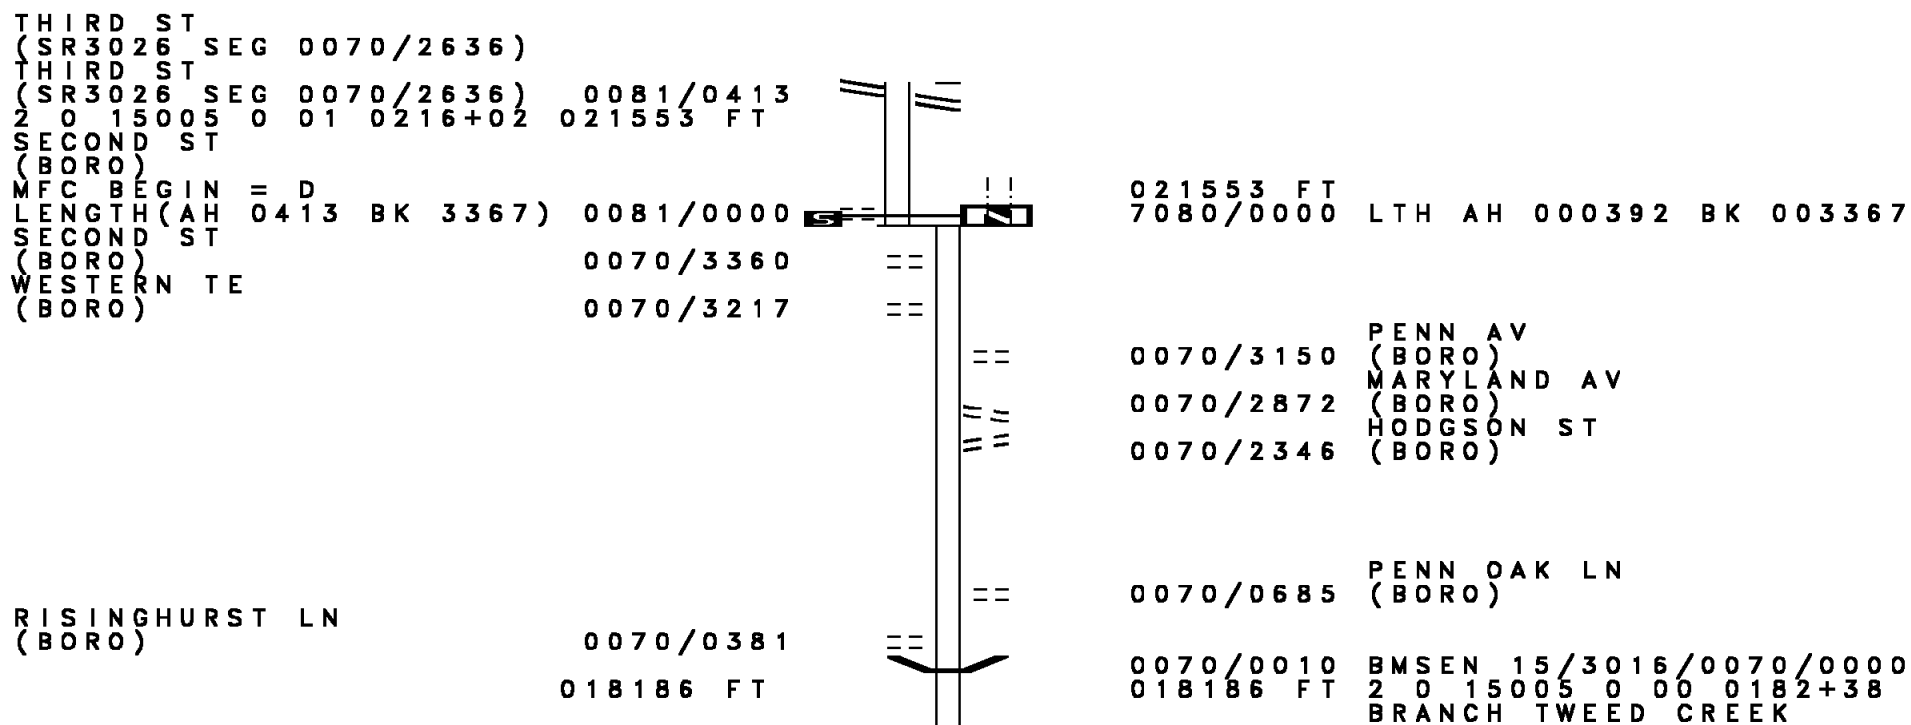 THIRD ST
(SR3026 SEG 0070/2636)
THIRD ST
(SR3026 SEG 0070/2636) 0081/0413
2 0 15005 0 01 0216+02 021553 FT
SECOND ST
(BORO)
MFC BEGIN = D
021553 FT
LENGTH(AH 0413 BK 3367) 0081/0000 S N 7080/0000 LTH AH 000392 BK 003367
SECOND ST
(BORO) 0070/3360
WESTERN TE
(BORO) 0070/3217
PENN AV
0070/3150 (BORO)
MARYLAND AV
0070/2872 (BORO)
HODGSON ST
0070/2346 (BORO)
PENN OAK LN
0070/0685 (BORO)
RISINGHURST LN
(BORO) 0070/0381
0070/0010 BMSEN 15/3016/0070/0000
018186 FT 018186 FT 2 0 15005 0 00 0182+38
BRANCH TWEED CREEK